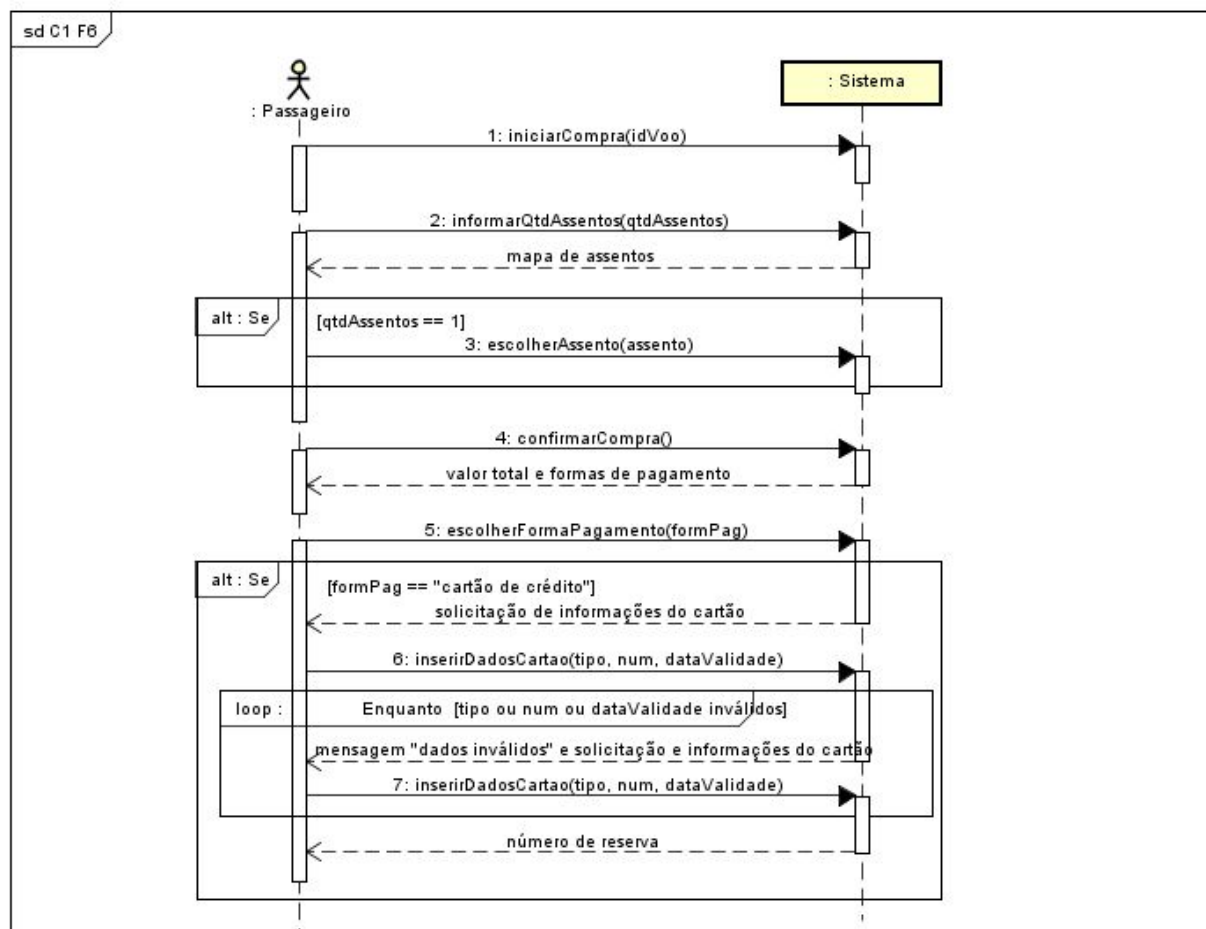 sd C1 F6
: Passageiro
: Sistema
1: iniciarCompra(idVoo)
2: informarQtdAssentos(qtdAssentos)
mapa de assentos
alt : Se
[qtdAssentos == 1]
3: escolherAssento(assento)
4: confirmarCompra()
valor total e formas de pagamento
5: escolherFormaPagamento(formPag)
alt : Se
[formPag == "cartão de crédito"]
solicitação de informações do cartão
6: inserirDadosCartao(tipo, num, dataValidade)
loop : Enquanto [tipo ou num ou dataValidade inválidos]
mensagem "dados inválidos" e solicitação e informações do cartão
7: inserirDadosCartao(tipo, num, dataValidade)
número de reserva